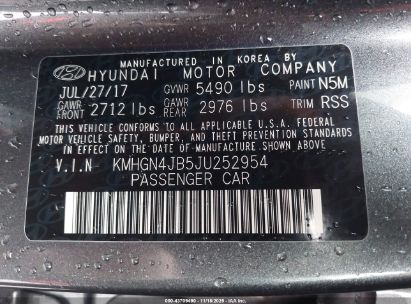 MANUFACTURED IN KOREA BY
HYUNDAI MOTOR COMPANY
JUL/27/17 GVWR 5490 lbs PAINT N5M
GAWR FRONT 2712 lbs GAWR REAR 2976 lbs TRIM RSS
THIS VEHICLE CONFORMS TO ALL APPLICABLE FEDERAL
MOTOR VEHICLE SAFETY, BUMPER, AND THEFT PREVENTION
STANDARDS IN EFFECT ON THE DATE OF MANUFACTURE
SHOWN ABOVE.
V.I.N KMHGN4JB5JU252954
PASSENGER CAR